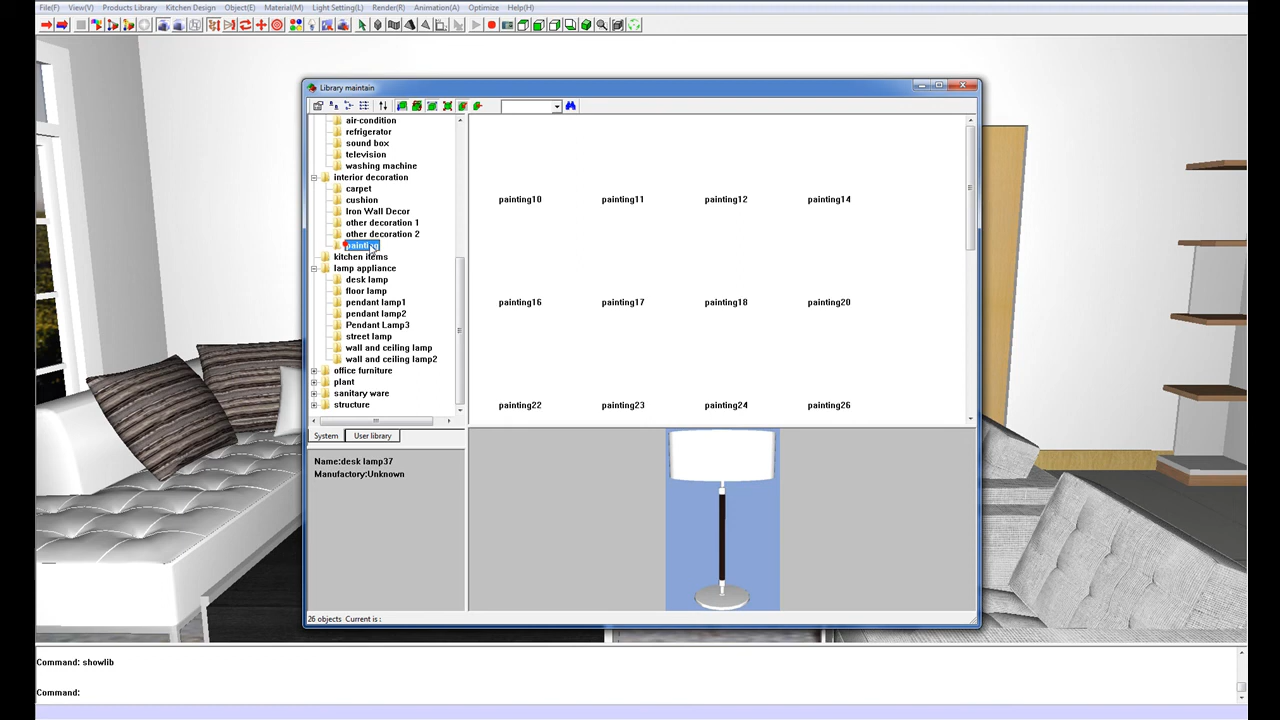 File(F) View(V) Products Library Kitchen Design Object(E) Material(M) Light Setting(L) Render(R) Animation(A) Optimize Help(H)
Library maintain
air-condition
refrigerator
sound box
television
washing machine
interior decoration
carpet
cushion
Iron Wall Decor
other decoration 1
other decoration 2
painting
kitchen items
lamp appliance
desk lamp
floor lamp
pendant lamp1
pendant lamp2
Pendant Lamp3
street lamp
wall and ceiling lamp
wall and ceiling lamp2
office furniture
plant
sanitary ware
structure
System User library
painting10 painting11 painting12 painting14
painting16 painting17 painting18 painting20
painting22 painting23 painting24 painting26
Name:desk lamp37
Manufactory:Unknown
26 objects Current is :
Command: showlib
Command: